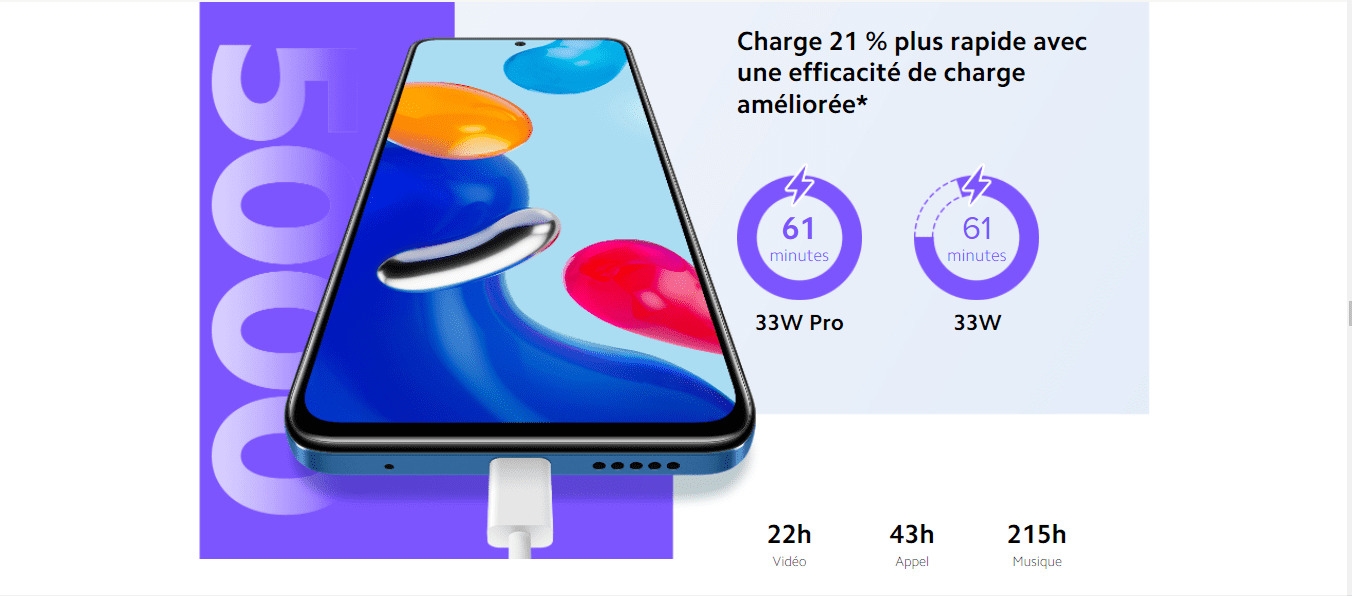 5000
Charge 21 % plus rapide avec
une efficacité de charge
améliorée*
61
minutes
33W Pro
61
minutes
33W
22h
Vidéo
43h
Appel
215h
Musique